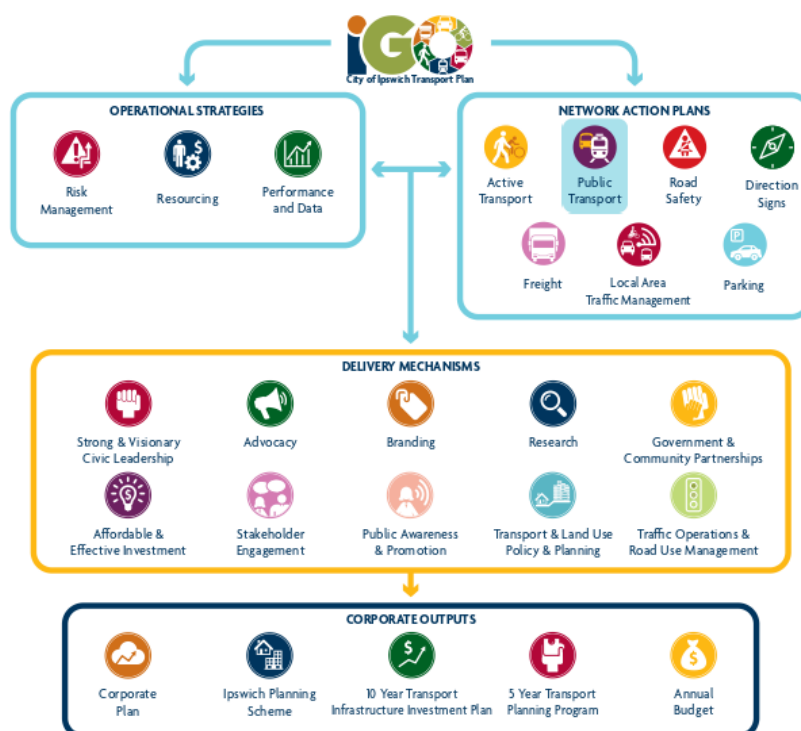 iGO
City of Ipswich Transport Plan
OPERATIONAL STRATEGIES
Risk
Management
Resourcing
Performance
and Data
NETWORK ACTION PLANS
Active
Transport
Public
Transport
Road
Safety
Direction
Signs
Freight
Local Area
Traffic Management
P
Parking
DELIVERY MECHANISMS
Strong & Visionary
Civic Leadership
Advocacy
Branding
Research
Government &
Community Partnerships
$
Affordable &
Effective Investment
Stakeholder
Engagement
Public Awareness
& Promotion
Transport & Land Use
Policy & Planning
Traffic Operations &
Road Use Management
CORPORATE OUTPUTS
Corporate
Plan
Ipswich Planning
Scheme
$
10 Year Transport
Infrastructure Investment Plan
5 Year Transport
Planning Program
$
Annual
Budget